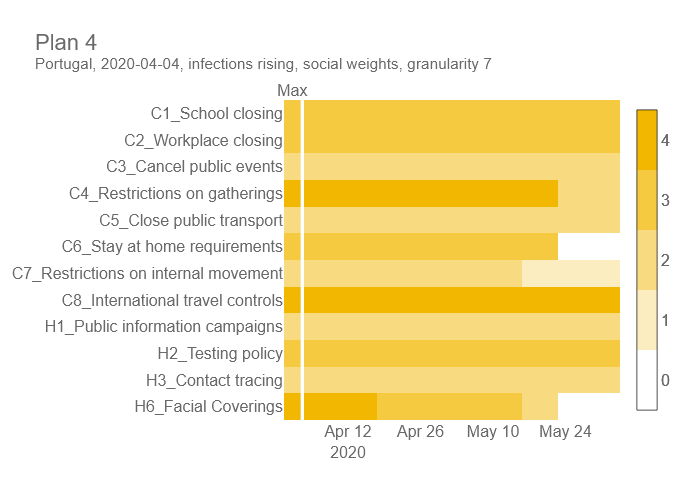 Plan 4
Portugal, 2020-04-04, infections rising, social weights, granularity 7
Max
C1_School closing
C2_Workplace closing
C3_Cancel public events
C4_Restrictions on gatherings
C5_Close public transport
C6_Stay at home requirements
C7_Restrictions on internal movement
C8_International travel controls
H1_Public information campaigns
H2_Testing policy
H3_Contact tracing
H6_Facial Coverings
Apr 12 Apr 26 May 10 May 24
2020
4
3
2
1
0